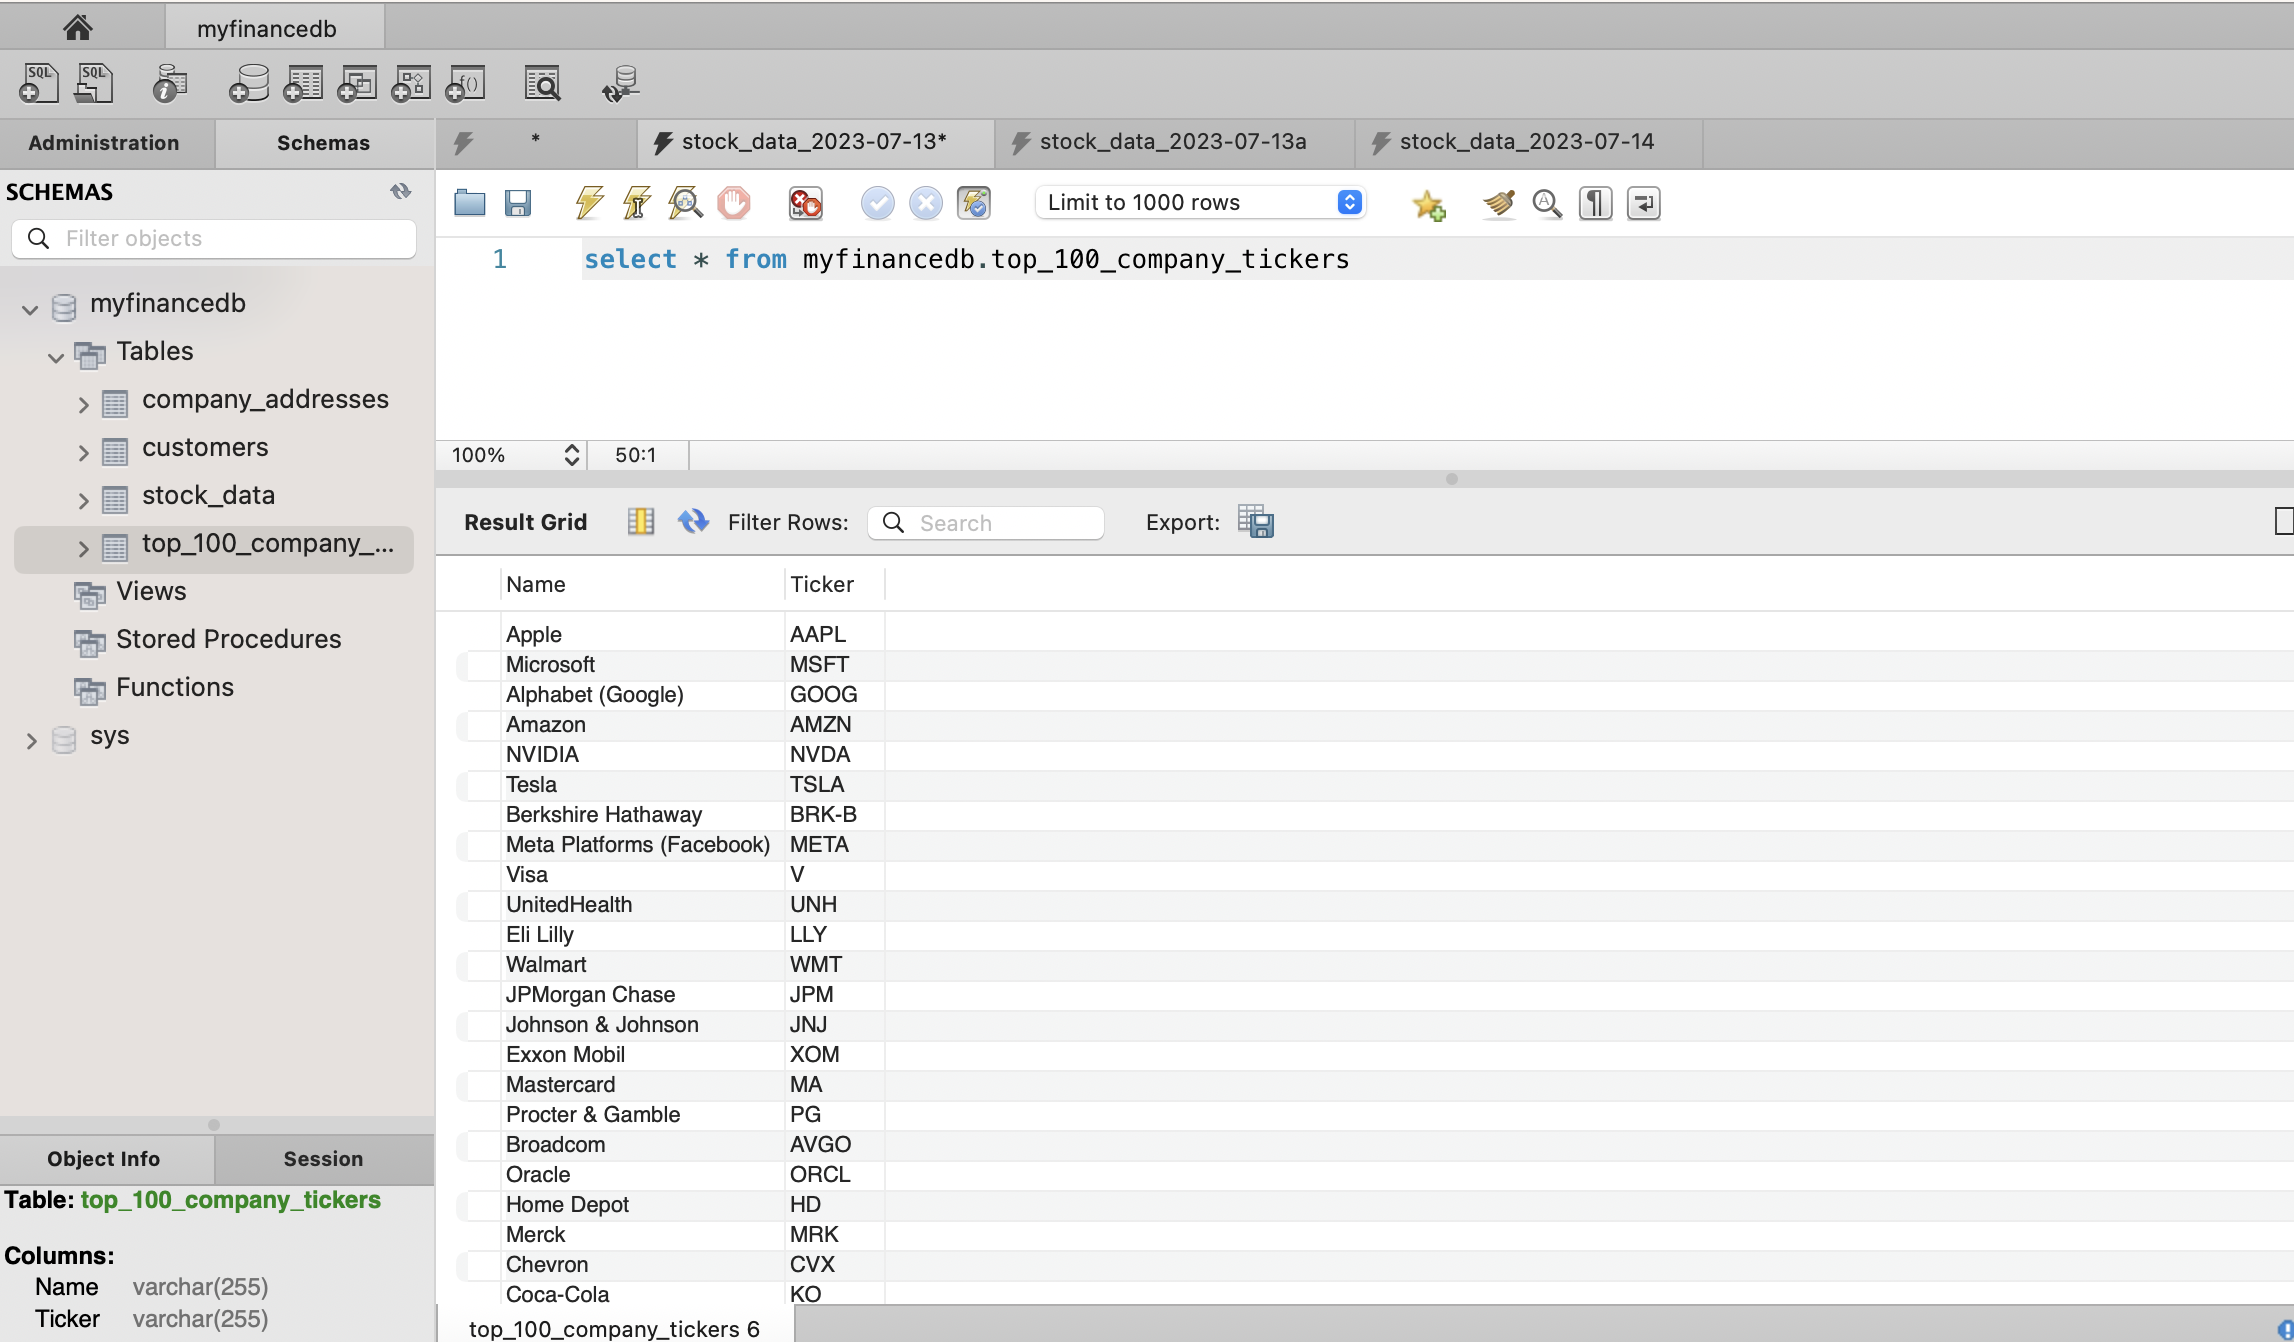 myfinancedb
Administration
Schemas
*
stock_data_2023-07-13*
stock_data_2023-07-13a
stock_data_2023-07-14
SCHEMAS
Filter objects
myfinancedb
Tables
company_addresses
customers
stock_data
top_100_company_...
Views
Stored Procedures
Functions
sys
Object Info
Session
Table: top_100_company_tickers
Columns:
Name varchar(255)
Ticker varchar(255)
Limit to 1000 rows
1 select * from myfinancedb.top_100_company_tickers
100% 50:1
Result Grid Filter Rows: Search Export:
Name Ticker
Apple AAPL
Microsoft MSFT
Alphabet (Google) GOOG
Amazon AMZN
NVIDIA NVDA
Tesla TSLA
Berkshire Hathaway BRK-B
Meta Platforms (Facebook) META
Visa V
UnitedHealth UNH
Eli Lilly LLY
Walmart WMT
JPMorgan Chase JPM
Johnson & Johnson JNJ
Exxon Mobil XOM
Mastercard MA
Procter & Gamble PG
Broadcom AVGO
Oracle ORCL
Home Depot HD
Merck MRK
Chevron CVX
Coca-Cola KO
top_100_company_tickers 6